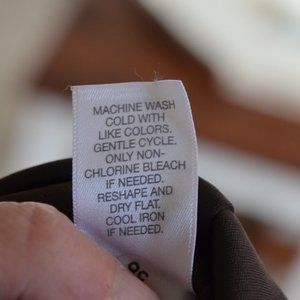 MACHINE WASH
COLD WITH
LIKE COLORS.
GENTLE CYCLE.
ONLY NON-
CHLORINE BLEACH
IF NEEDED.
RESHAPE AND
DRY FLAT.
COOL IRON
IF NEEDED.